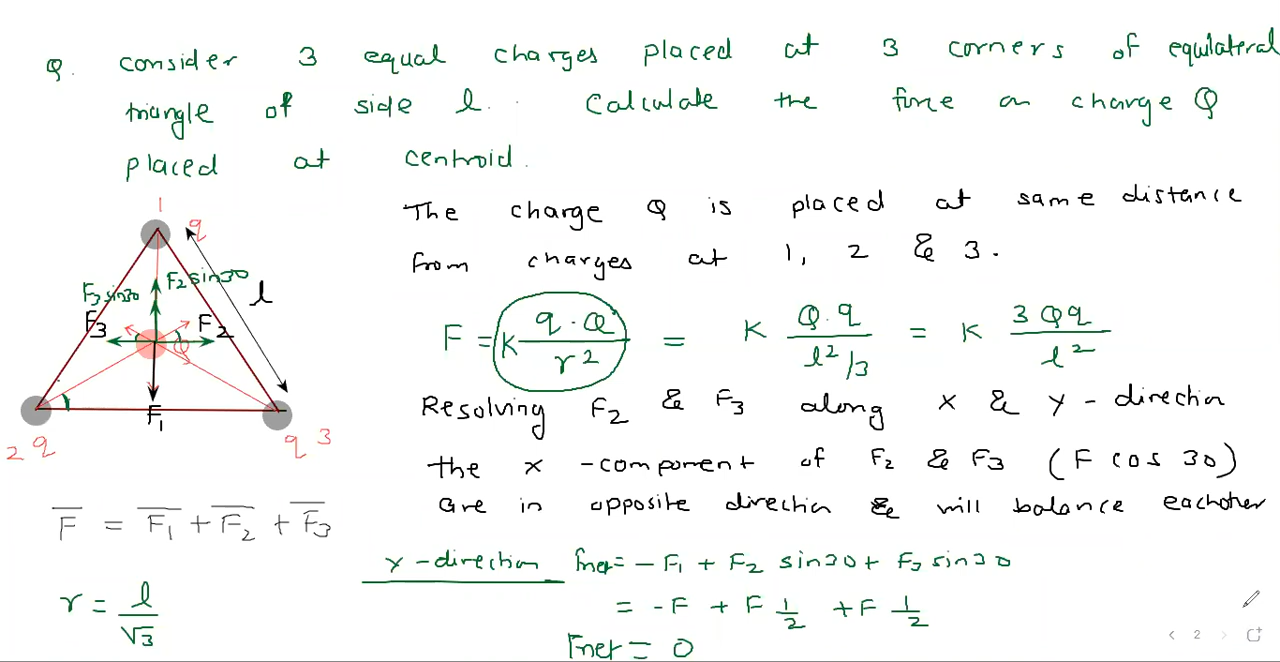 Q. consider 3 equal charges placed at 3 corners of equilateral
triangle of side l. Calculate the force on charge Q
placed at centroid.
The charge Q is placed at same distance
from charges at 1, 2 & 3.
1
q
F₃ sin30
F₂ sin30
l
F₃
F₂
Q
F₁
2 q
q 3
F = K q.Q/r² = K Q.q/l²/3 = K 3Qq/l²
Resolving F₂ & F₃ along x & y - direction
the x - component of F₂ & F₃ (F cos 30)
are in opposite direction & will balance eachother
F̅ = F̅₁ + F̅₂ + F̅₃
r = l/√3
y - direction Fnet = - F₁ + F₂ sin30 + F₃ sin30
= -F + F 1/2 + F 1/2
Fnet = 0
< 2 >